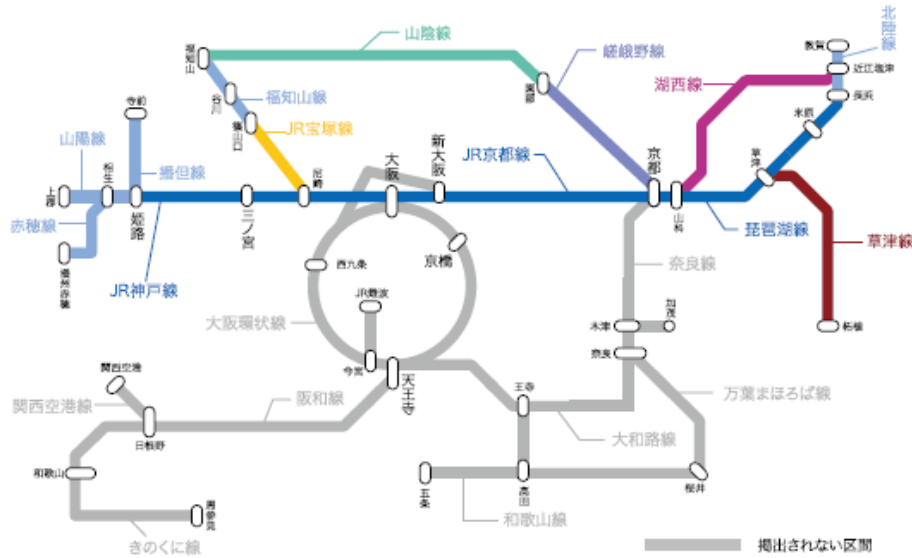 山陰線
嵯峨野線
北陸線
敦賀
近江塩津
長浜
米原
湖西線
福知山
谷川
篠山口
福知山線
JR宝塚線
尼崎
園部
寺前
山陽線
播但線
相生
上郡
赤穂線
播州赤穂
姫路
JR神戸線
三ノ宮
大阪
新大阪
JR京都線
京都
山科
草津
琵琶湖線
草津線
柘植
奈良線
西九条
京橋
JR難波
大阪環状線
今宮
天王寺
木津
加茂
奈良
万葉まほろば線
王寺
大和路線
関西空港
関西空港線
日根野
阪和線
和歌山
きのくに線
五条
高田
桜井
和歌山線
掲出されない区間